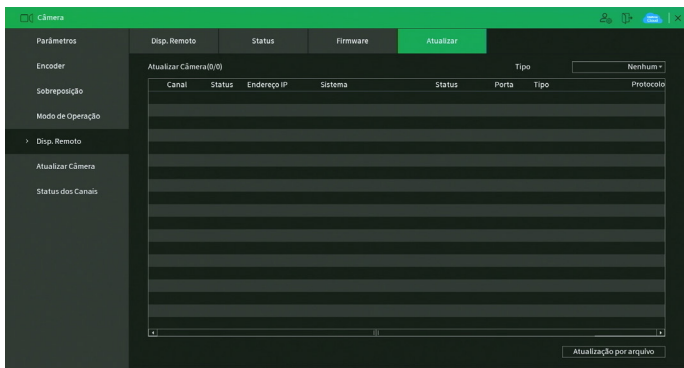 Câmera
Parâmetros
Encoder
Sobreposição
Modo de Operação
Disp. Remoto
Atualizar Câmera
Status dos Canais
Disp. Remoto Status Firmware Atualizar
Atualizar Câmera(0/0) Tipo Nenhum
Canal Status Endereço IP Sistema Status Porta Tipo Protocolo
Atualização por arquivo